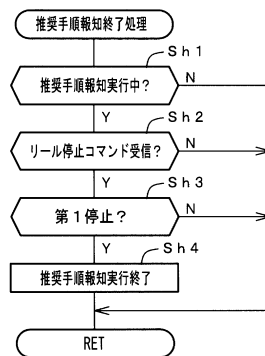 推奨手順報知終了処理
Sh1
推奨手順報知実行中?
N
Y
Sh2
リール停止コマンド受信?
N
Y
Sh3
第1停止?
N
Y
Sh4
推奨手順報知実行終了
RET